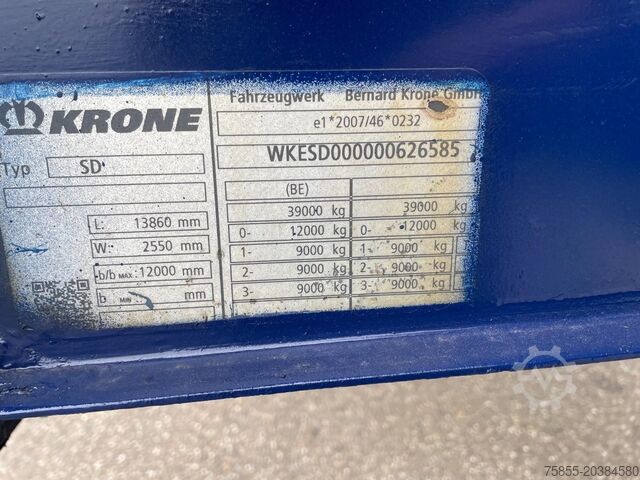 KRONE
Fahrzeugwerk Bernard Krone GmbH
e1*2007/46*0232
Typ SD
WKESD000000626585
(BE)
L: 13860 mm
W: 2550 mm
b/b MAX: 12000 mm
b MIN: mm
39000 kg 39000 kg
0- 12000 kg 0- 12000 kg
1- 9000 kg 1- 9000 kg
2- 9000 kg 2- 9000 kg
3- 9000 kg 3- 9000 kg
75855-20384580